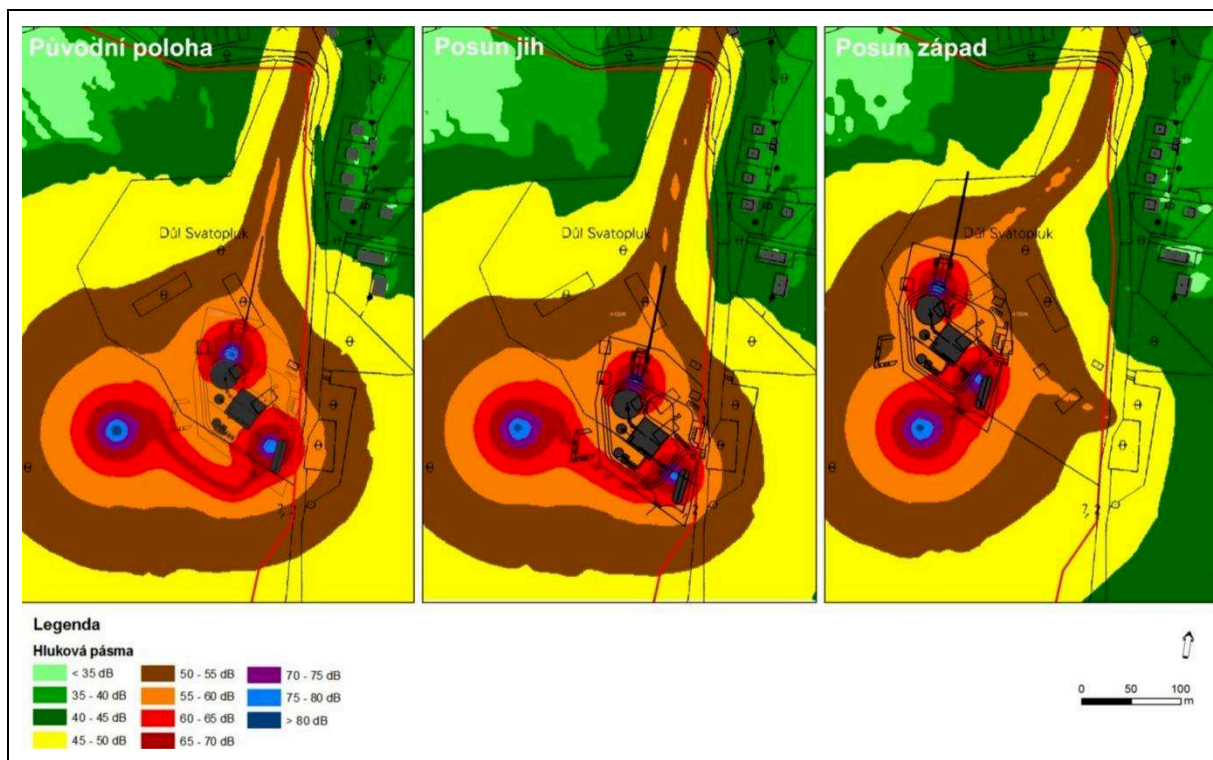 Původní poloha
Posun jih
Posun západ
Důl Svatopluk
Důl Svatopluk
Důl Svatopluk
Legenda
Hluková pásma
< 35 dB
35 - 40 dB
40 - 45 dB
45 - 50 dB
50 - 55 dB
55 - 60 dB
60 - 65 dB
65 - 70 dB
70 - 75 dB
75 - 80 dB
> 80 dB
0 50 100
m